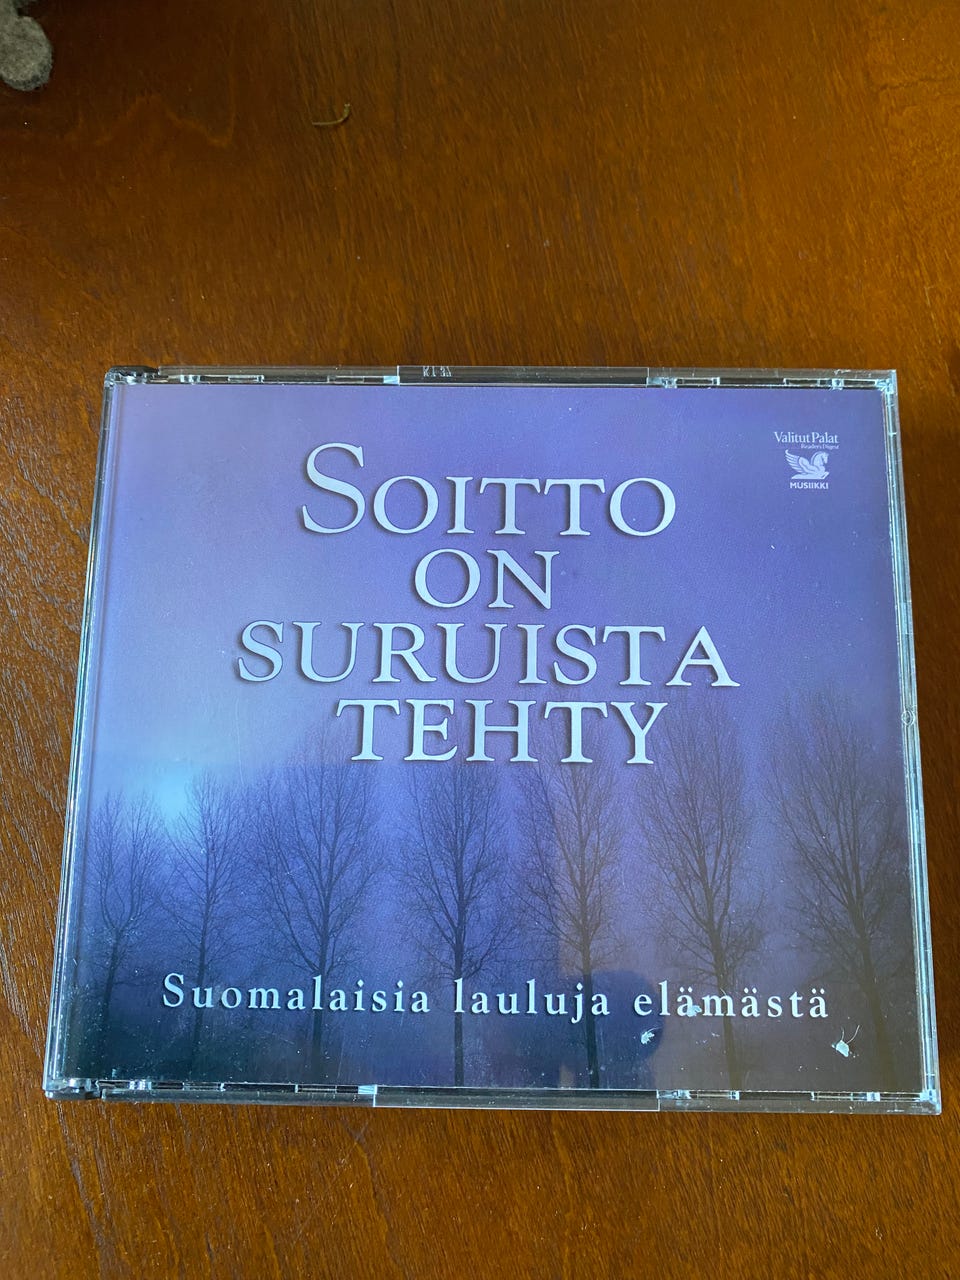 Valitut Palat
Reader's Digest
MUSIIKKI
SOITTO
ON
SURUISTA
TEHTY
Suomalaisia lauluja elämästä